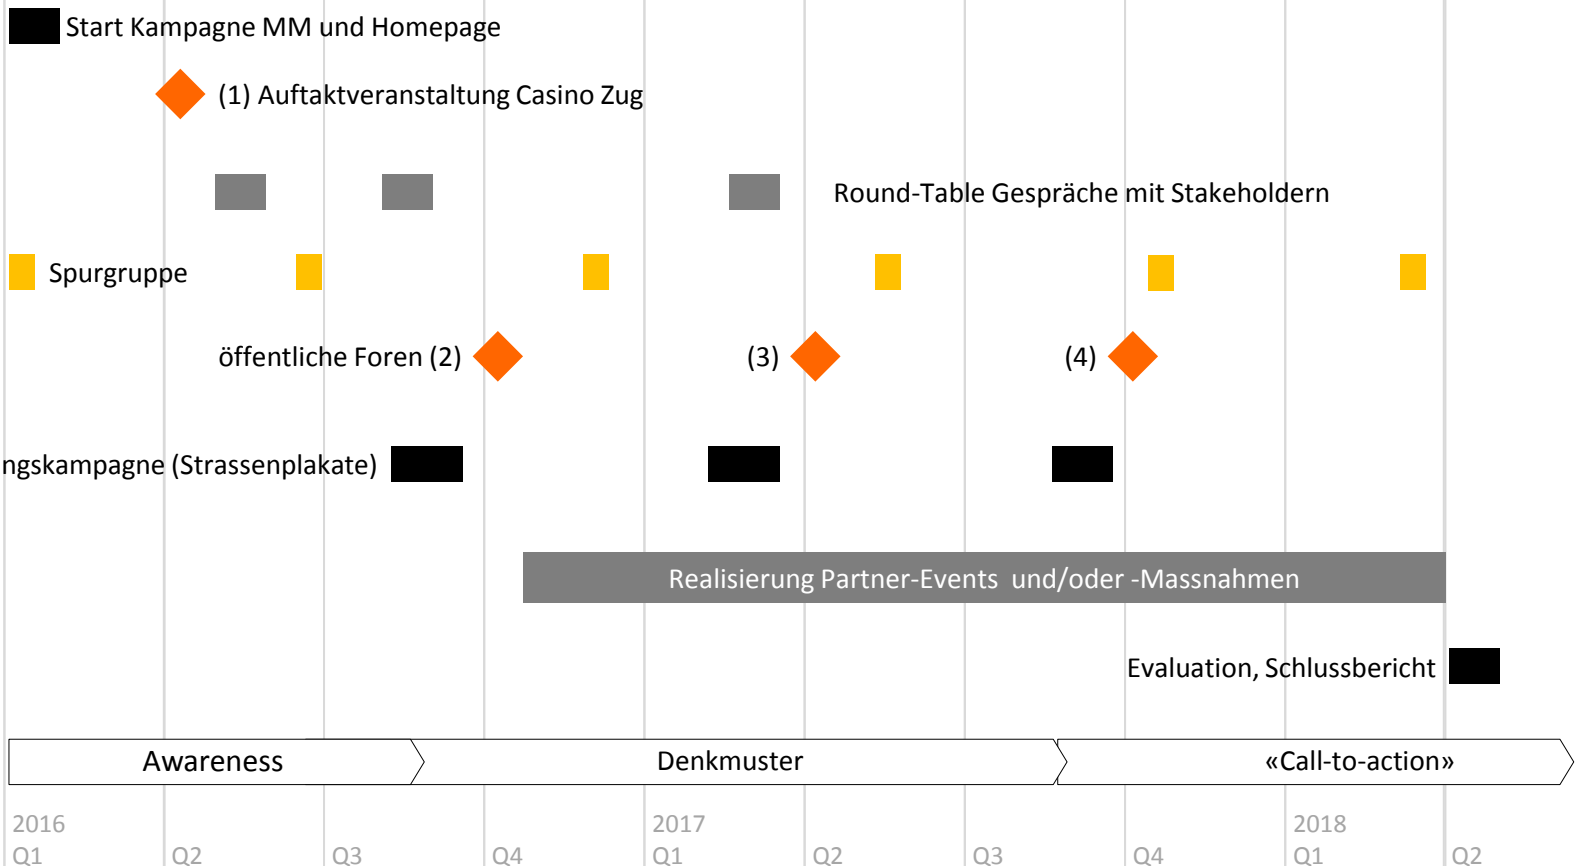 Start Kampagne MM und Homepage
(1) Auftaktveranstaltung Casino Zug
Round-Table Gespräche mit Stakeholdern
Spurgruppe
öffentliche Foren (2)
(3)
(4)
ngskampagne (Strassenplakate)
Realisierung Partner-Events und/oder -Massnahmen
Evaluation, Schlussbericht
Awareness
Denkmuster
«Call-to-action»
2016
2017
2018
Q1
Q2
Q3
Q4
Q1
Q2
Q3
Q4
Q1
Q2